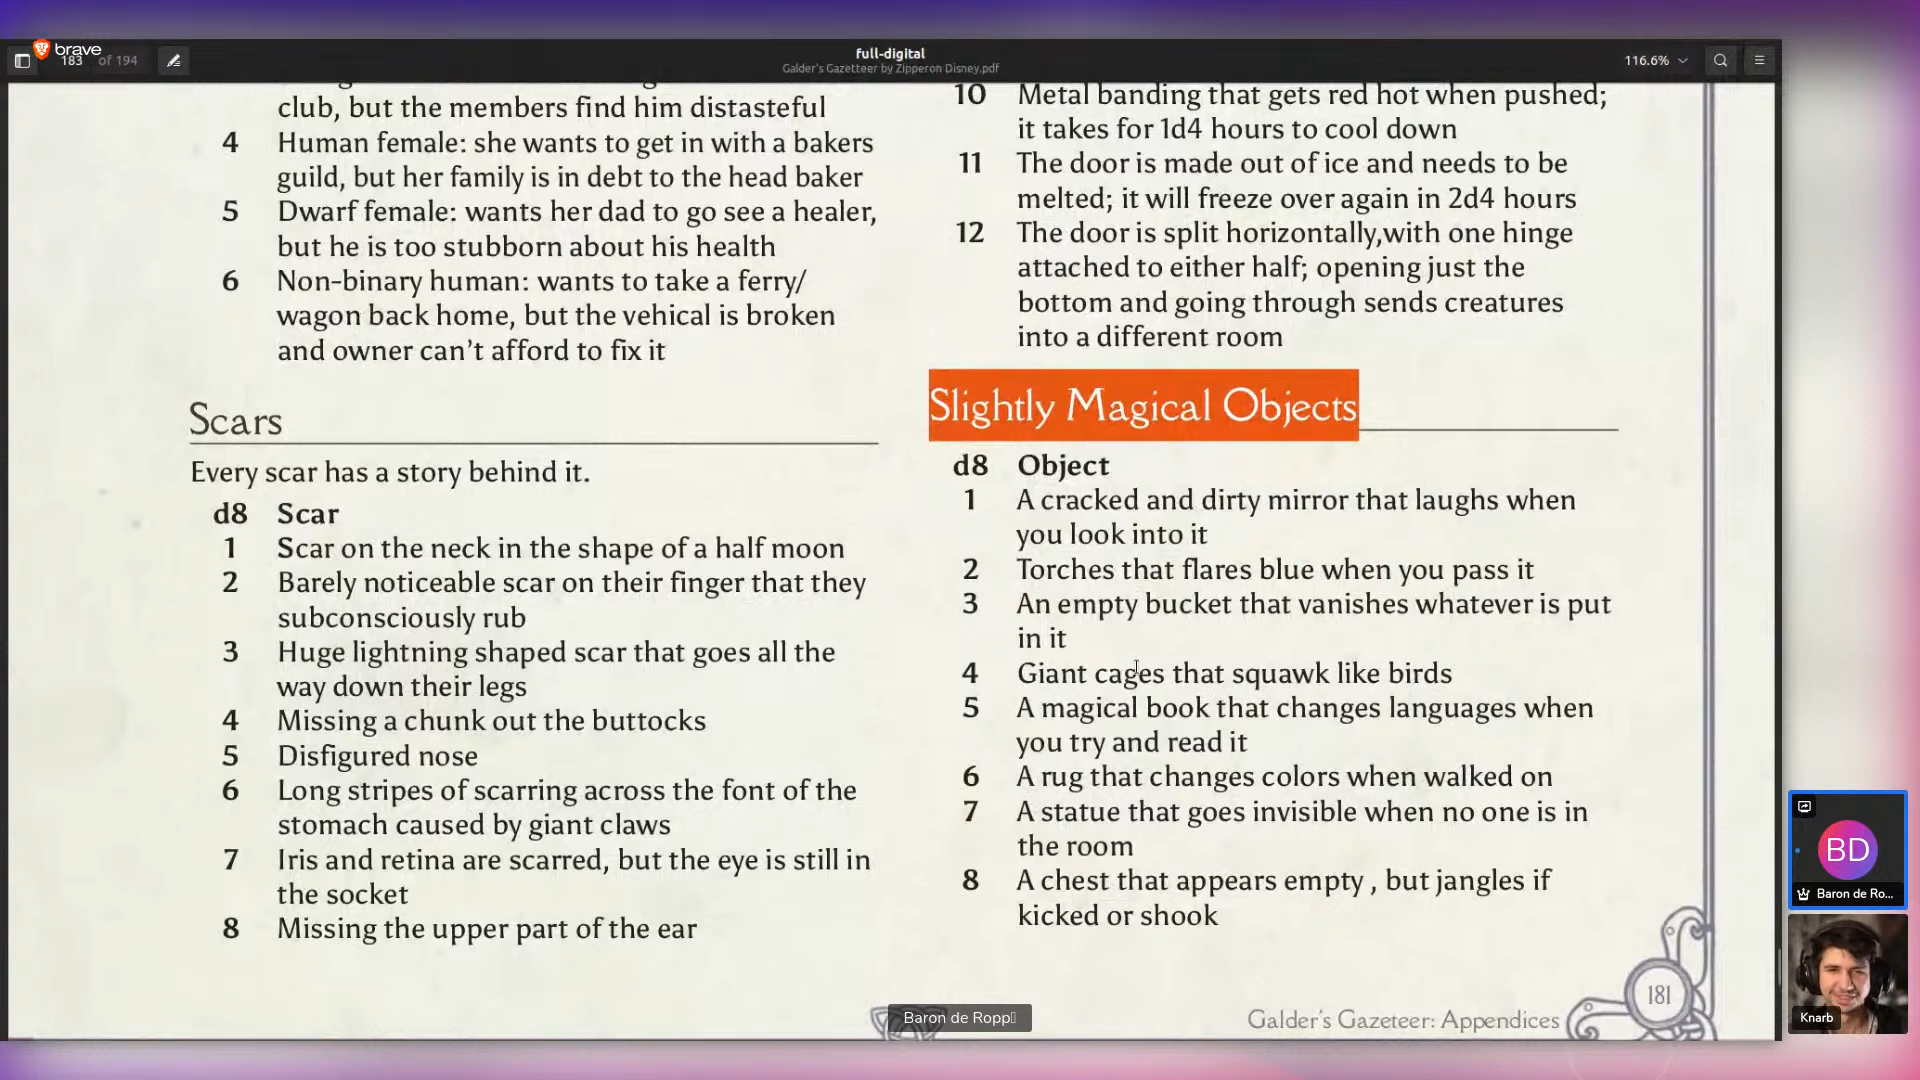 brave
183 of 194
full-digital
Galder's Gazetteer by Zipperon Disney.pdf
116.6%
club, but the members find him distasteful
4 Human female: she wants to get in with a bakers
guild, but her family is in debt to the head baker
5 Dwarf female: wants her dad to go see a healer,
but he is too stubborn about his health
6 Non-binary human: wants to take a ferry/
wagon back home, but the vehical is broken
and owner can't afford to fix it
Scars
Every scar has a story behind it.
d8 Scar
1 Scar on the neck in the shape of a half moon
2 Barely noticeable scar on their finger that they
subconsciously rub
3 Huge lightning shaped scar that goes all the
way down their legs
4 Missing a chunk out the buttocks
5 Disfigured nose
6 Long stripes of scarring across the font of the
stomach caused by giant claws
7 Iris and retina are scarred, but the eye is still in
the socket
8 Missing the upper part of the ear
10 Metal banding that gets red hot when pushed;
it takes for 1d4 hours to cool down
11 The door is made out of ice and needs to be
melted; it will freeze over again in 2d4 hours
12 The door is split horizontally,with one hinge
attached to either half; opening just the
bottom and going through sends creatures
into a different room
Slightly Magical Objects
d8 Object
1 A cracked and dirty mirror that laughs when
you look into it
2 Torches that flares blue when you pass it
3 An empty bucket that vanishes whatever is put
in it
4 Giant cages that squawk like birds
5 A magical book that changes languages when
you try and read it
6 A rug that changes colors when walked on
7 A statue that goes invisible when no one is in
the room
8 A chest that appears empty , but jangles if
kicked or shook
Galder's Gazeteer: Appendices
181
Baron de Ropp
BD
Baron de Ro...
Knarb